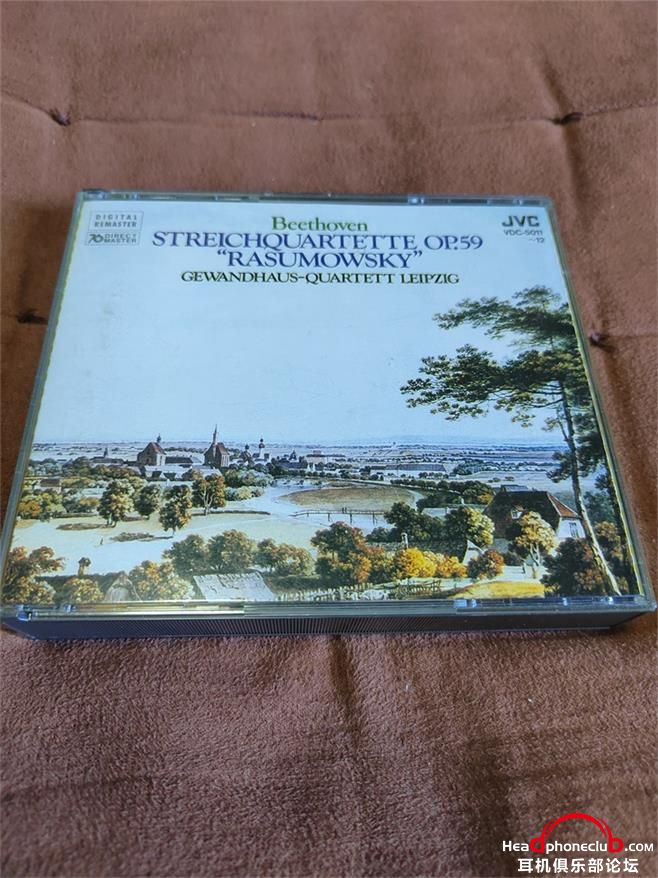 DIGITAL
REMASTER
76 DIRECT
MASTER
Beethoven
STREICHQUARTETTE OP.59
“RASUMOWSKY”
GEWANDHAUS-QUARTETT LEIPZIG
JVC
VDC-5011
~12
Headphoneclub.com
耳机俱乐部论坛